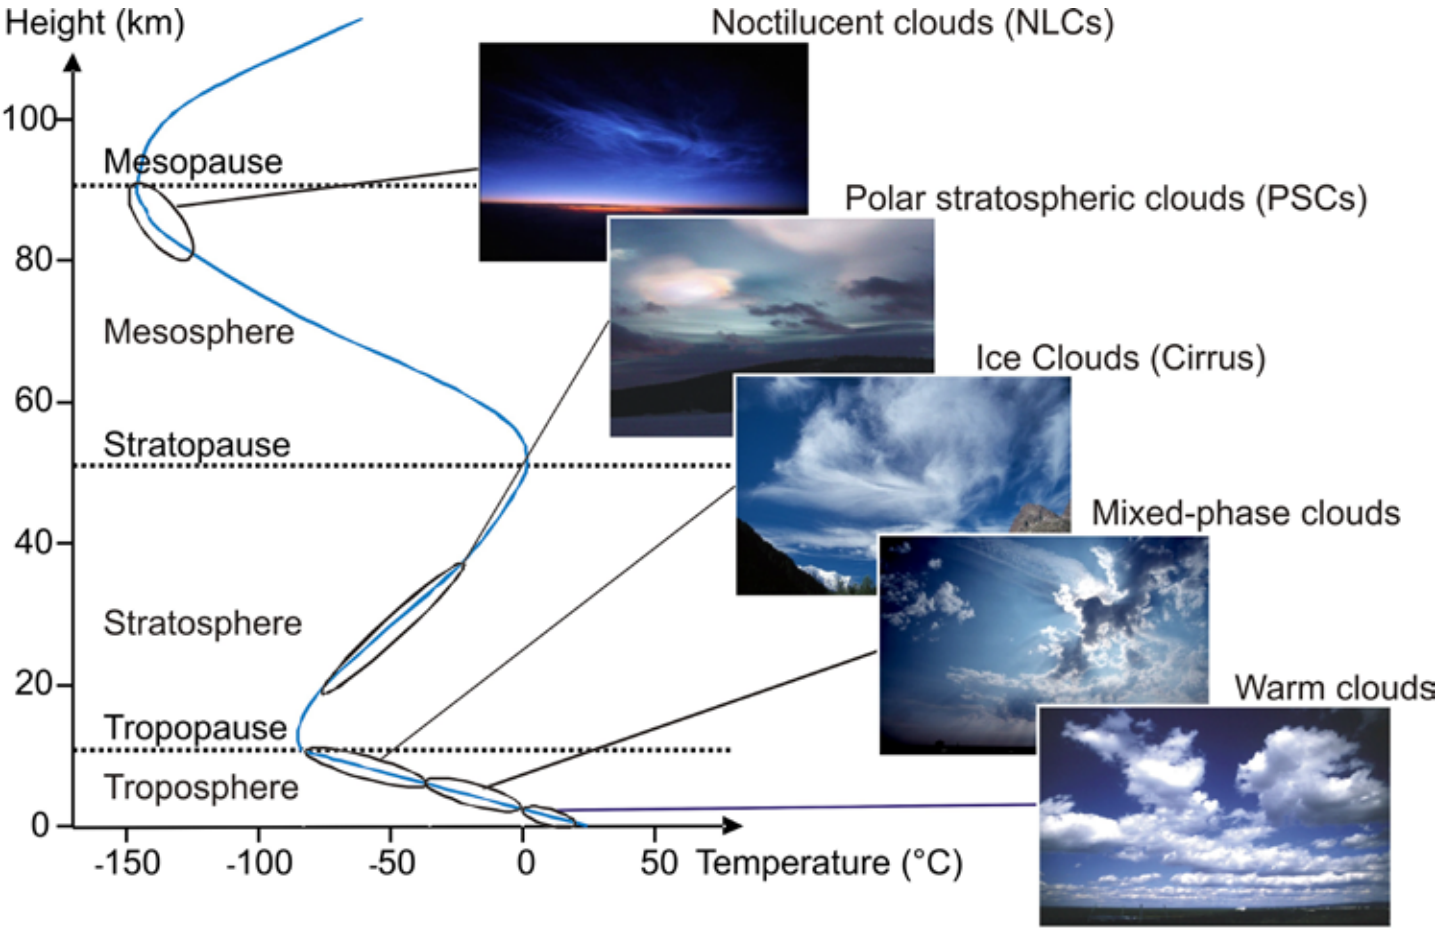 Height (km)
Noctilucent clouds (NLCs)
100
Mesopause
Polar stratospheric clouds (PSCs)
80
Mesosphere
Ice Clouds (Cirrus)
60
Stratopause
Mixed-phase clouds
40
Stratosphere
20
Warm clouds
Tropopause
Troposphere
0
-150 -100 -50 0 50 Temperature (°C)